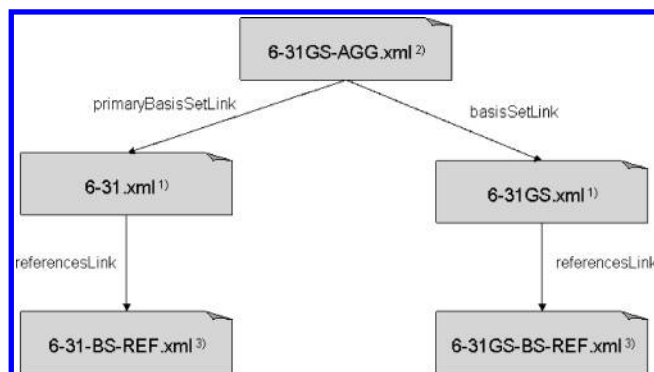 6-31GS-AGG.xml 2)
primaryBasisSetLink
basisSetLink
6-31.xml 1)
6-31GS.xml 1)
referencesLink
referencesLink
6-31-BS-REF.xml 3)
6-31GS-BS-REF.xml 3)